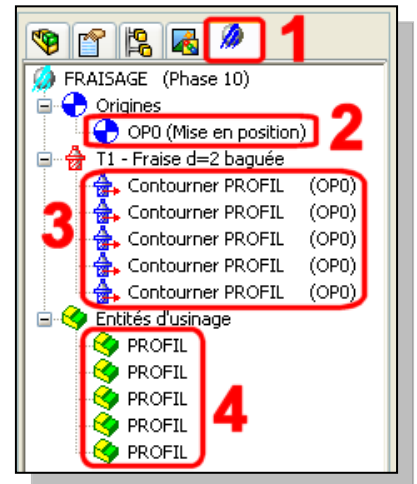 1
FRAISAGE (Phase 10)
Origines
OP0 (Mise en position)
2
T1 - Fraise d=2 baguée
3
Contourner PROFIL (OP0)
Contourner PROFIL (OP0)
Contourner PROFIL (OP0)
Contourner PROFIL (OP0)
Contourner PROFIL (OP0)
Entités d'usinage
PROFIL
PROFIL
PROFIL
PROFIL
PROFIL
4